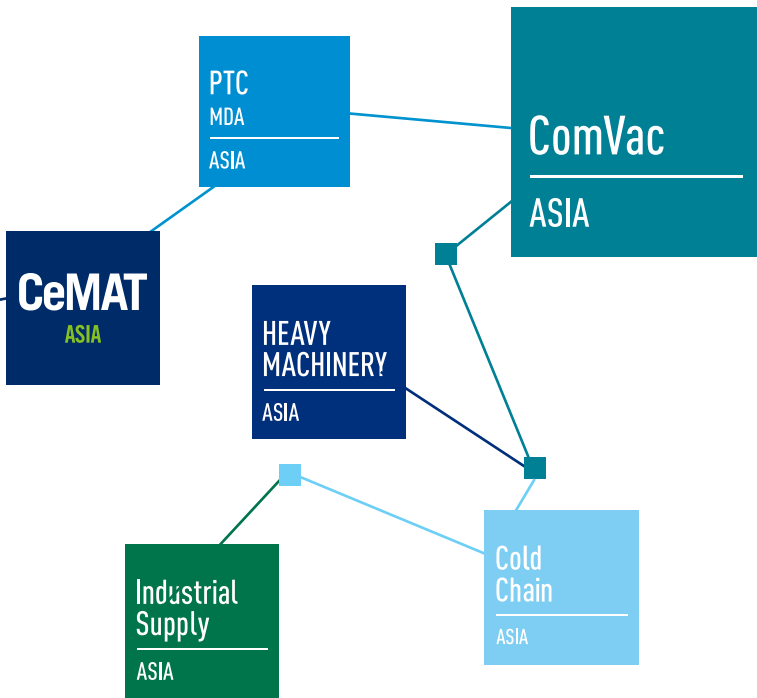 PTC
MDA
ASIA
ComVac
ASIA
CeMAT
ASIA
HEAVY
MACHINERY
ASIA
Cold
Chain
ASIA
Industrial
Supply
ASIA